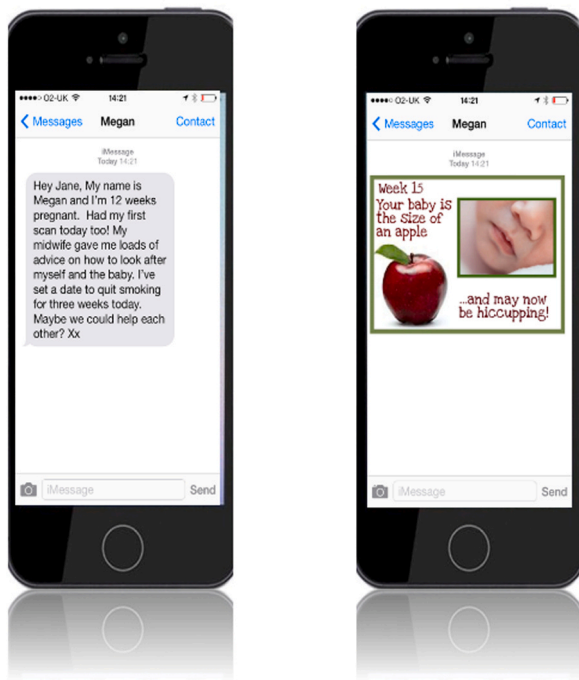 O2-UK 14:21
Messages Megan Contact
iMessage
Today 14:21
Hey Jane, My name is
Megan and I'm 12 weeks
pregnant. Had my first
scan today too! My
midwife gave me loads of
advice on how to look after
myself and the baby. I've
set a date to quit smoking
for three weeks today.
Maybe we could help each
other? Xx
iMessage Send
O2-UK 14:21
Messages Megan Contact
iMessage
Today 14:21
Week 15
Your baby is
the size of
an apple
...and may now
be hiccupping!
iMessage Send